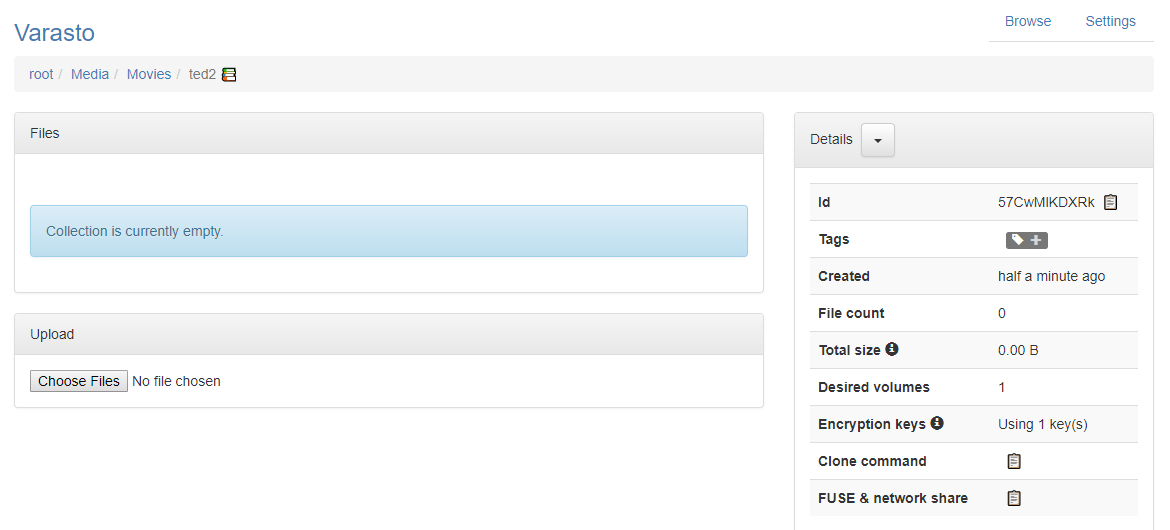 Varasto
Browse Settings
root / Media / Movies / ted2
Files
Collection is currently empty.
Upload
Choose Files No file chosen
Details
Id 57CwMlKDXRk
Tags
Created half a minute ago
File count 0
Total size 0.00 B
Desired volumes 1
Encryption keys Using 1 key(s)
Clone command
FUSE & network share